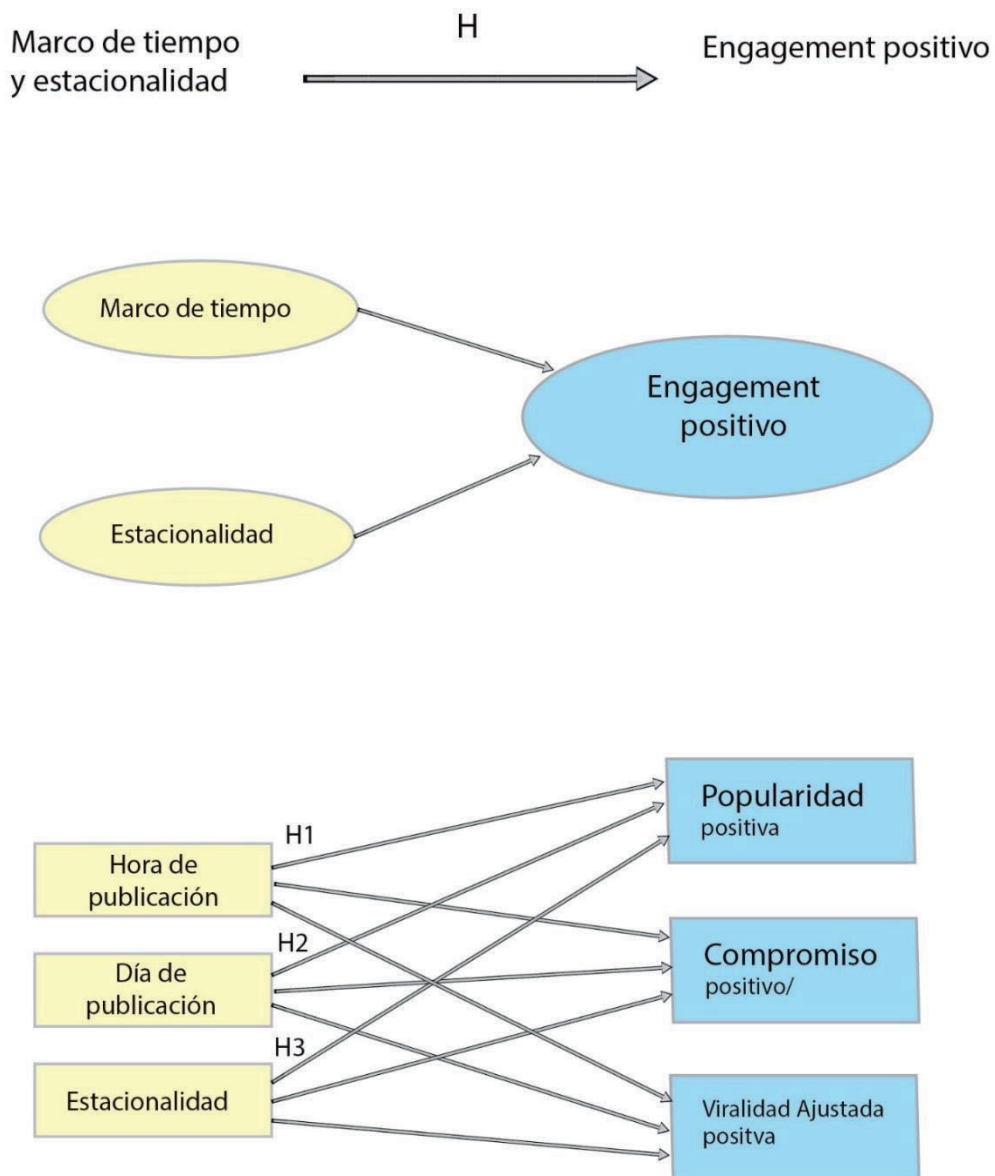 Marco de tiempo
y estacionalidad
H
Engagement positivo
Marco de tiempo
Engagement
positivo
Estacionalidad
Popularidad
positiva
H1
Hora de
publicación
H2
Compromiso
positivo/
Día de
publicación
H3
Estacionalidad
Viralidad Ajustada
positva